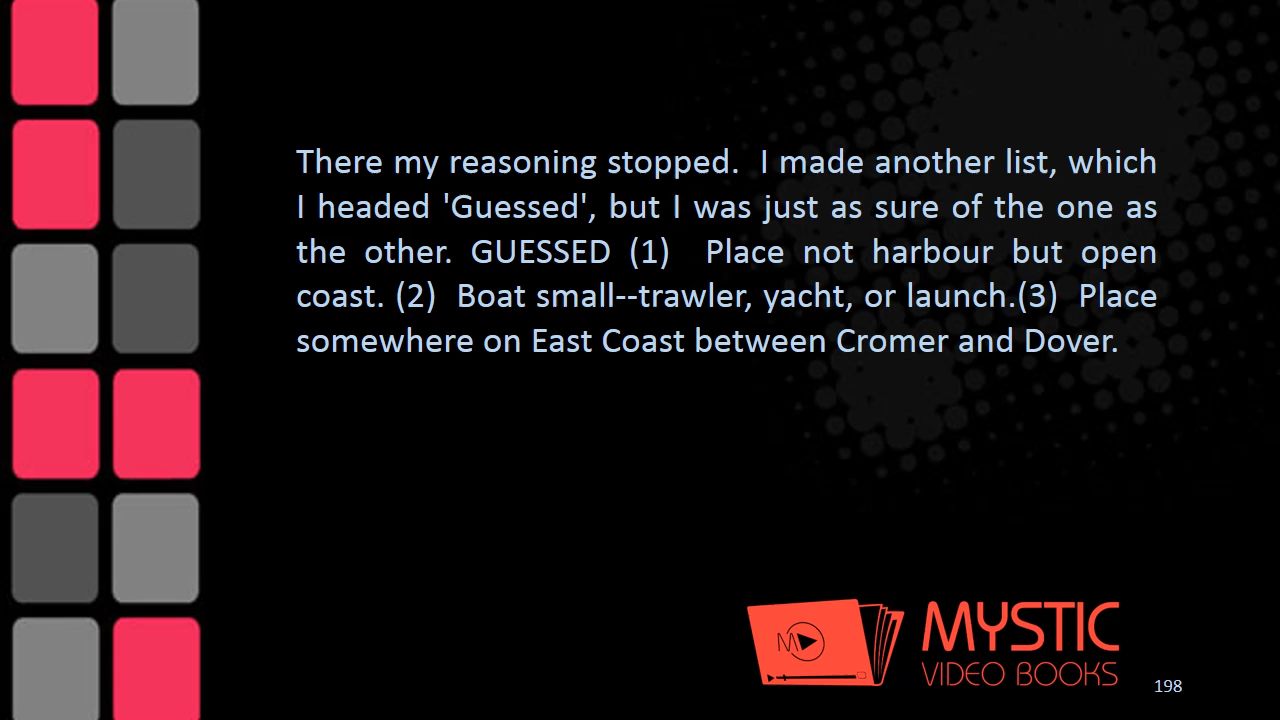 There my reasoning stopped.  I made another list, which
I headed 'Guessed', but I was just as sure of the one as
the other. GUESSED (1)  Place not harbour but open
coast. (2)  Boat small--trawler, yacht, or launch.(3)  Place
somewhere on East Coast between Cromer and Dover.
M
MYSTIC
VIDEO BOOKS
198